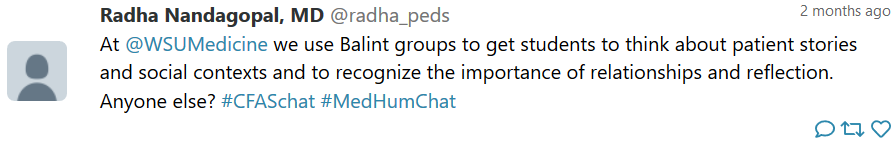 Radha Nandagopal, MD @radha_peds 2 months ago
At @WSUMedicine we use Balint groups to get students to think about patient stories
and social contexts and to recognize the importance of relationships and reflection.
Anyone else? #CFASchat #MedHumChat